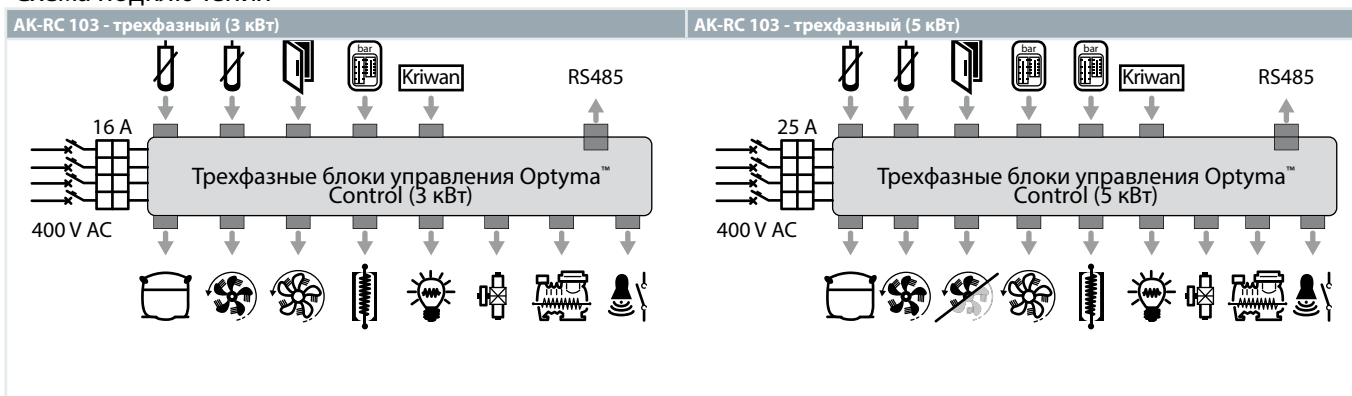 AK-RC 103 - трехфазный (3 кВт)
bar
Kriwan
RS485
16 A
Трехфазные блоки управления Optyma™
Control (3 кВт)
400 V AC
AK-RC 103 - трехфазный (5 кВт)
bar
bar
Kriwan
RS485
25 A
Трехфазные блоки управления Optyma™
Control (5 кВт)
400 V AC